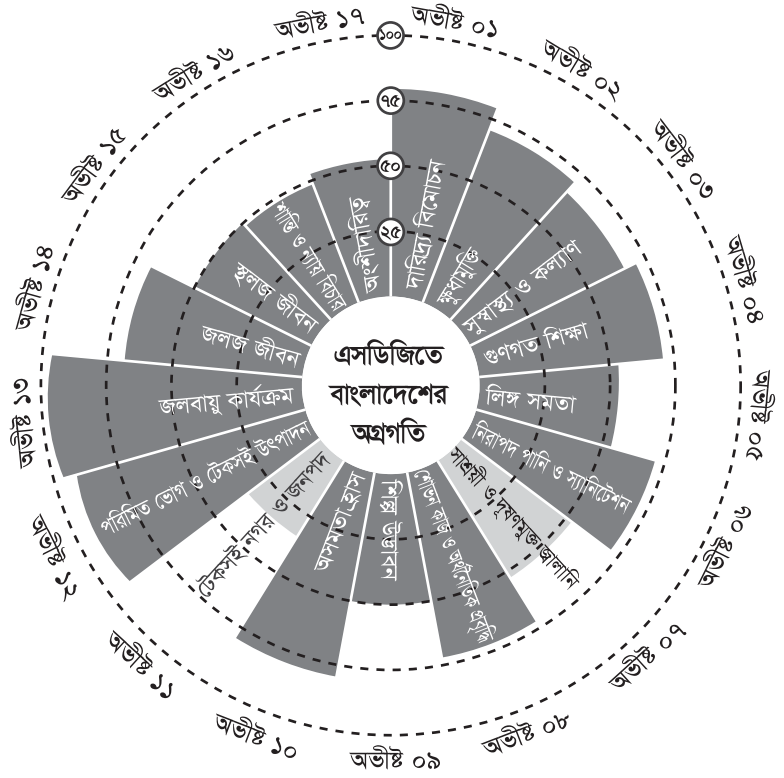 এসডিজিতে
বাংলাদেশের
অগ্রগতি
১০০
৭৫
৫০
২৫
অভীষ্ট ০১
দারিদ্র্য বিমোচন
অভীষ্ট ০২
ক্ষুধামুক্তি
অভীষ্ট ০৩
সুস্বাস্থ্য ও কল্যাণ
অভীষ্ট ০৪
গুণগত শিক্ষা
অভীষ্ট ০৫
লিঙ্গ সমতা
অভীষ্ট ০৬
নিরাপদ পানি ও স্যানিটেশন
অভীষ্ট ০৭
সাশ্রয়ী ও দূষণমুক্ত জ্বালানি
অভীষ্ট ০৮
শোভন কাজ ও অর্থনৈতিক প্রবৃদ্ধি
অভীষ্ট ০৯
শিল্প উদ্ভাবন
অভীষ্ট ১০
অসমতা হ্রাস
অভীষ্ট ১১
টেকসই নগর ও জনপদ
অভীষ্ট ১২
পরিমিত ভোগ ও টেকসই উৎপাদন
অভীষ্ট ১৩
জলবায়ু কার্যক্রম
অভীষ্ট ১৪
জলজ জীবন
অভীষ্ট ১৫
স্থলজ জীবন
অভীষ্ট ১৬
শান্তি ও ন্যায় বিচার
অভীষ্ট ১৭
অংশীদারিত্ব